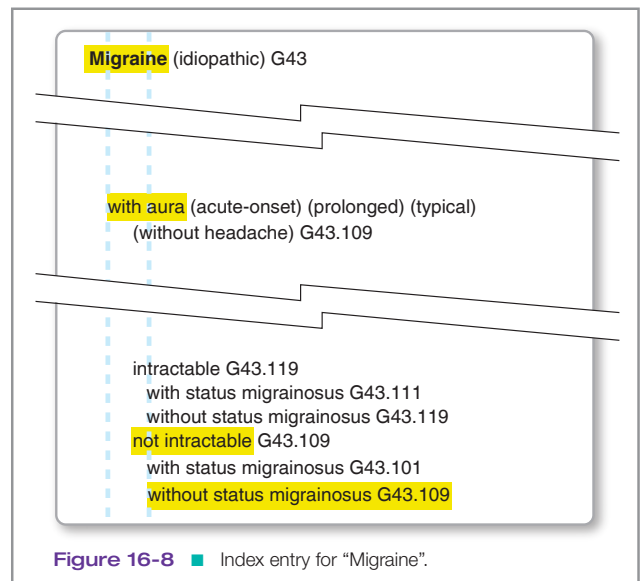 Migraine (idiopathic) G43
with aura (acute-onset) (prolonged) (typical)
(without headache) G43.109
intractable G43.119
with status migrainosus G43.111
without status migrainosus G43.119
not intractable G43.109
with status migrainosus G43.101
without status migrainosus G43.109
Figure 16-8 ■ Index entry for “Migraine”.